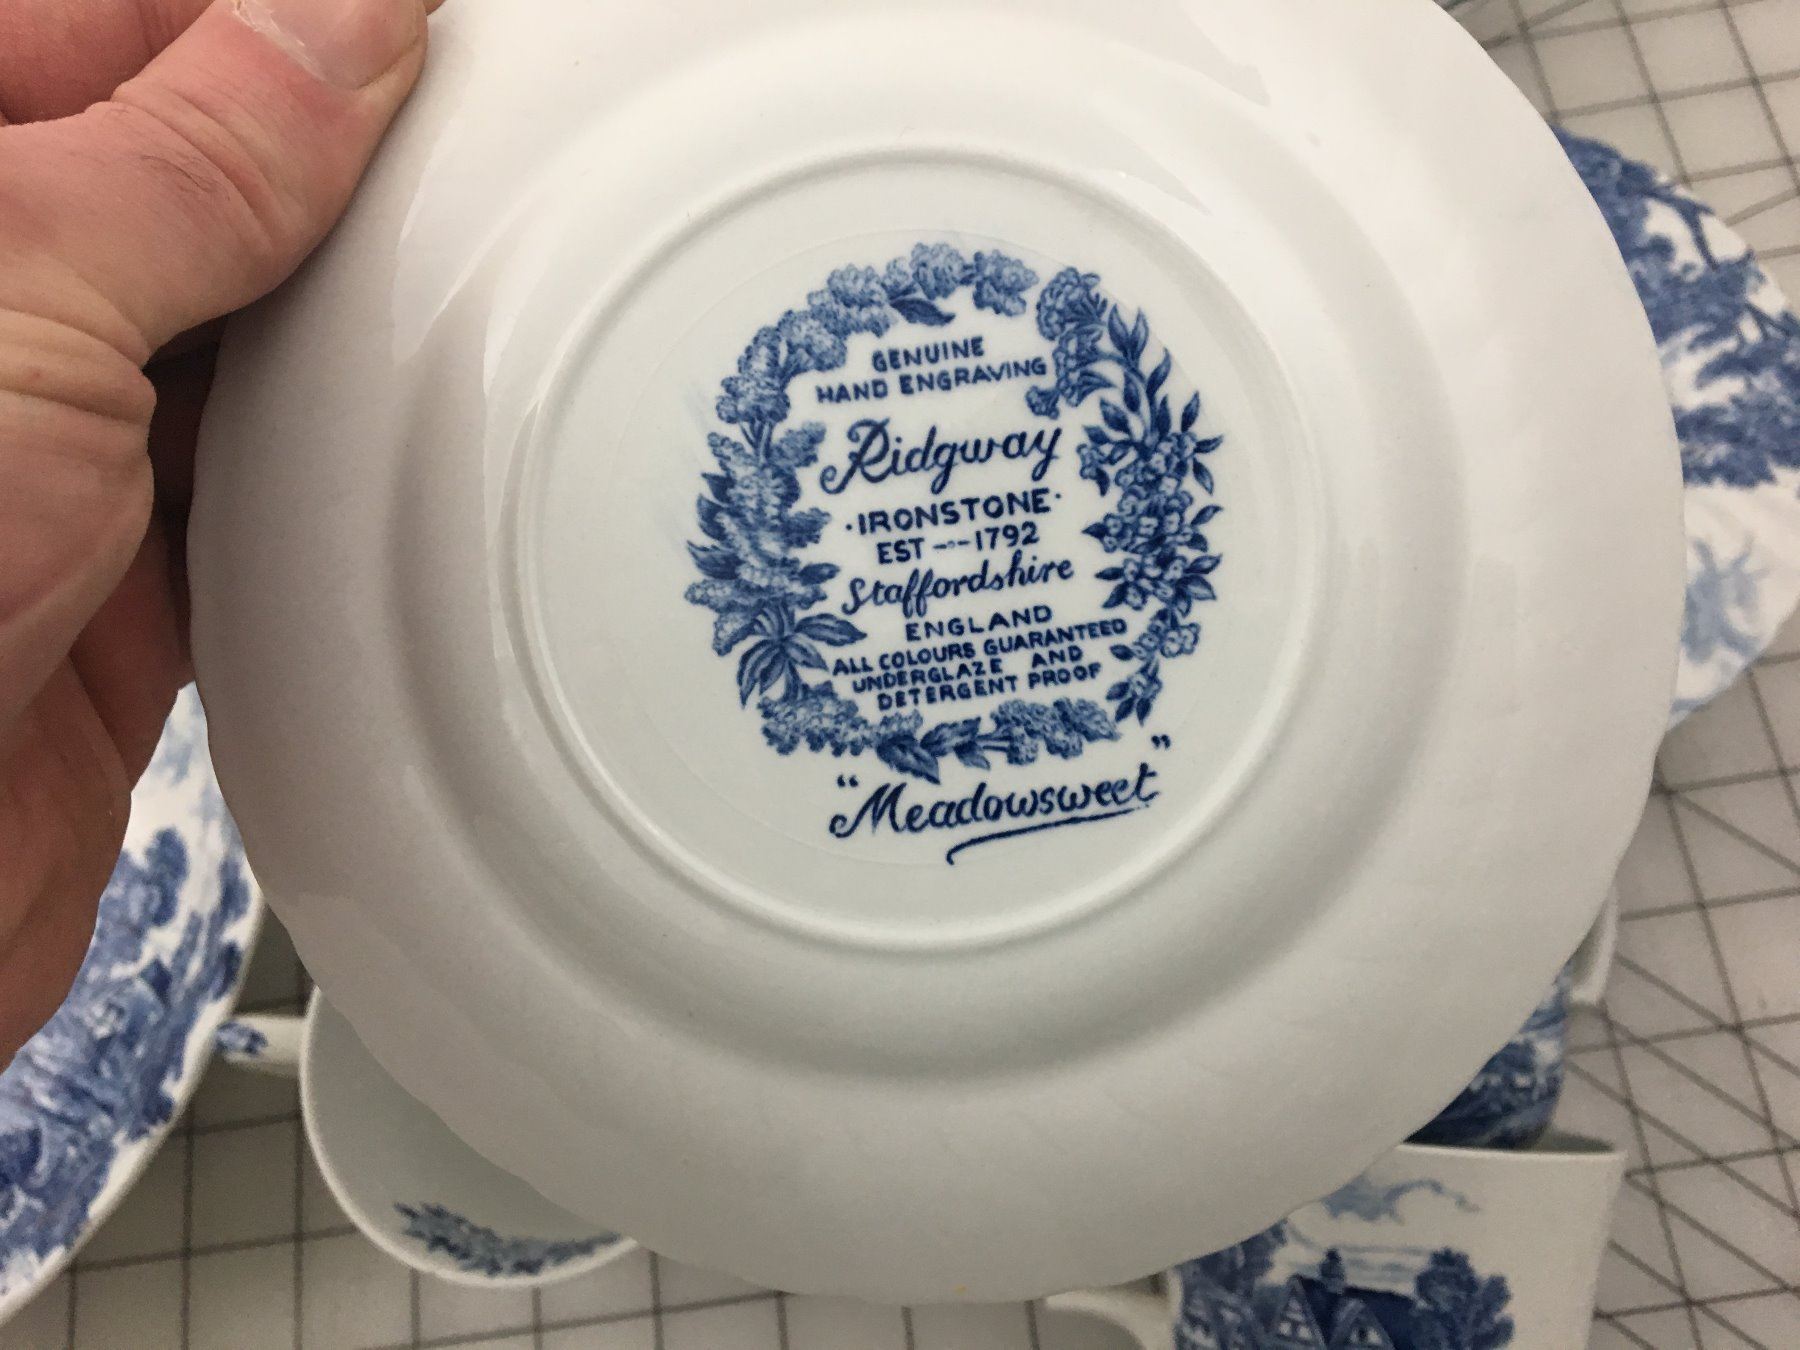 GENUINE
HAND ENGRAVING
Ridgway
·IRONSTONE·
EST ---1792
Staffordshire
ENGLAND
ALL COLOURS GUARANTEED
UNDERGLAZE AND
DETERGENT PROOF
"Meadowsweet"